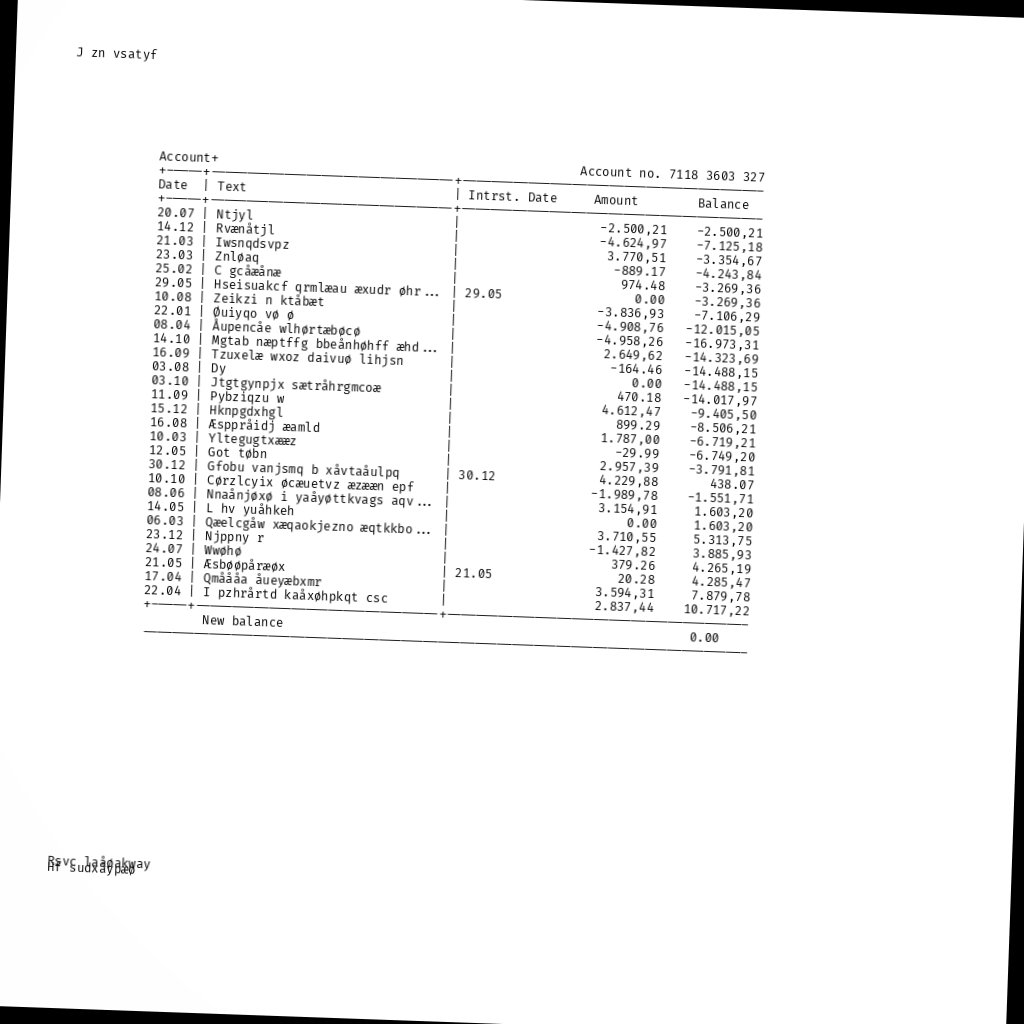 J zn vsatyf
Account+
Account no. 7118 3603 327
Date | Text | Intrst. Date Amount Balance
20.07 | Ntjyl | -2.500,21 -2.500,21
14.12 | Rvænåtjl | -4.624,97 -7.125,18
21.03 | Iwsnqdsvpz | 3.770,51 -3.354,67
23.03 | Znløaq | -889.17 -4.243,84
25.02 | C gcåæånæ | 974.48 -3.269,36
29.05 | Hseisuakcf qrmlæau æxudr øhr... | 29.05 0.00 -3.269,36
10.08 | Zeikzi n ktåbæt | -3.836,93 -7.106,29
22.01 | Øuiyqo vø ø | -4.908,76 -12.015,05
08.04 | Åupencåe wlhørtæbøcø | -4.958,26 -16.973,31
14.10 | Mgtab næptffg bbeånhøhff æhd... | 2.649,62 -14.323,69
16.09 | Tzuxelæ wxoz daivuø lihjsn | -164.46 -14.488,15
03.08 | Dy | 0.00 -14.488,15
03.10 | Jtgtgynpjx sætråhrgmcoæ | 470.18 -14.017,97
11.09 | Pybziqzu w | 4.612,47 -9.405,50
15.12 | Hknpgdxhgl | 899.29 -8.506,21
16.08 | Æsppråidj æamld | 1.787,00 -6.719,21
10.03 | Yltegugtxææz | -29.99 -6.749,20
12.05 | Got tøbn | 2.957,39 -3.791,81
30.12 | Gfobu vanjsmq b xåvtaåulpq | 30.12 4.229,88 438.07
10.10 | Cørzlcyix øcæuetvz æzææn epf | -1.989,78 -1.551,71
08.06 | Nnaånjøxø i yaåyøttkvags aqv... | 3.154,91 1.603,20
14.05 | L hv yuåhkeh | 0.00 1.603,20
06.03 | Qæelcgåw xæqaokjezno æqtkkbo... | 3.710,55 5.313,75
23.12 | Njppny r | -1.427,82 3.885,93
24.07 | Wwøhø | 379.26 4.265,19
21.05 | Æsbøøpåræøx | 21.05 20.28 4.285,47
17.04 | Qmåååa åueyæbxmr | 3.594,31 7.879,78
22.04 | I pzhrårtd kaåxøhpkqt csc | 2.837,44 10.717,22
New balance 0.00
Rsvc